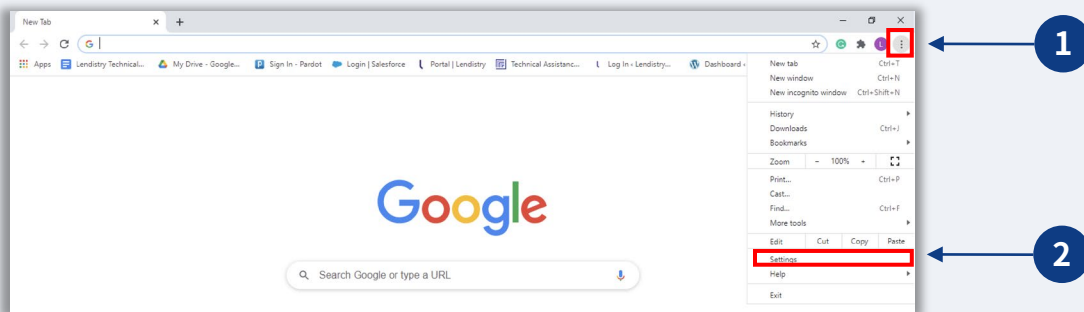 New Tab
G
L
Apps Lendistry Technical... My Drive - Google... Sign In - Pardot Login | Salesforce Portal | Lendistry Technical Assistanc... Log In ‹ Lendistry... Dashboard ‹
New tab Ctrl+T
New window Ctrl+N
New incognito window Ctrl+Shift+N
History
Downloads Ctrl+J
Bookmarks
Zoom - 100% +
Print... Ctrl+P
Cast...
Find... Ctrl+F
More tools
Edit Cut Copy Paste
Settings
Help
Exit
Google
Search Google or type a URL
1
2